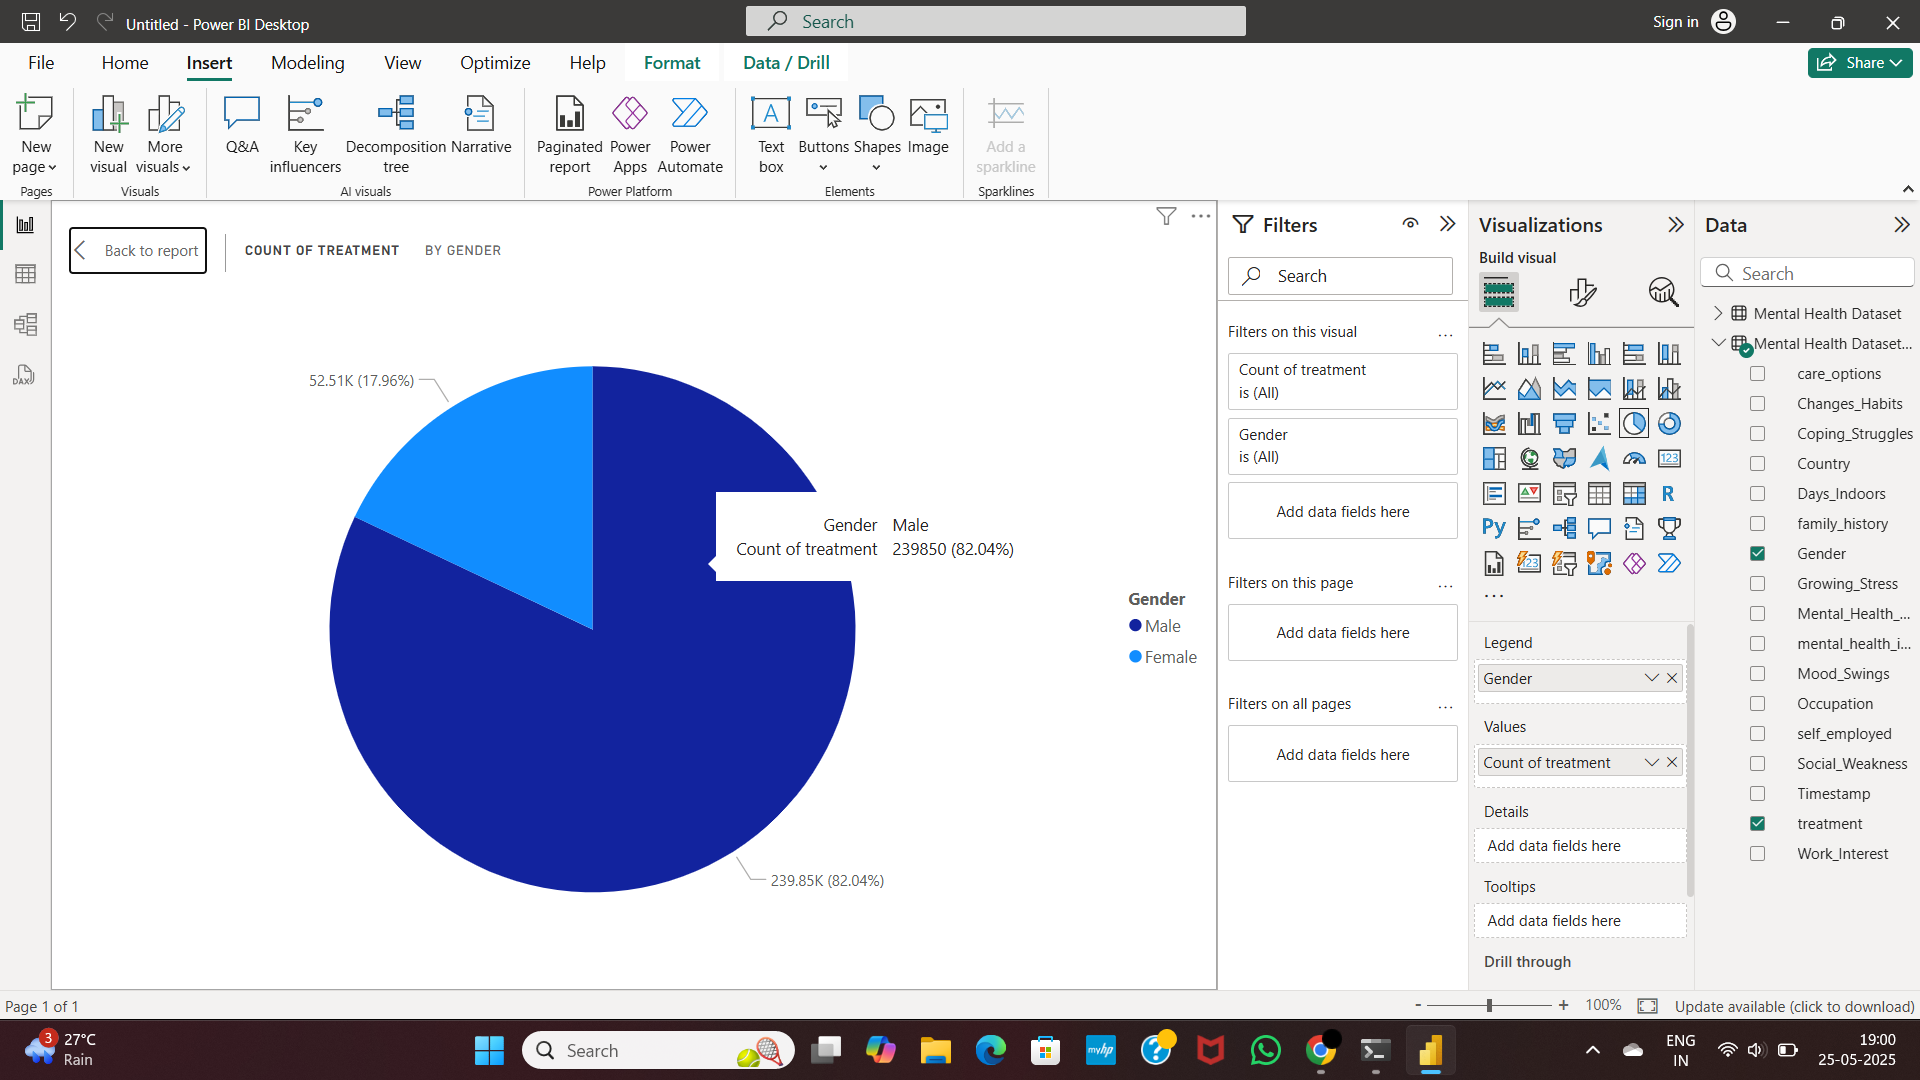 Untitled - Power BI Desktop
Search
Sign in
File
Home
Insert
Modeling
View
Optimize
Help
Format
Data / Drill
Share
New page
New visual
More visuals
Q&A
Key influencers
Decomposition tree
Narrative
Paginated report
Power Apps
Power Automate
Text box
Buttons
Shapes
Image
Add a sparkline
Pages
Visuals
AI visuals
Power Platform
Elements
Sparklines
Back to report
COUNT OF TREATMENT
BY GENDER
52.51K (17.96%)
Gender Male
Count of treatment 239850 (82.04%)
239.85K (82.04%)
Gender
Male
Female
Filters
Search
Filters on this visual
...
Count of treatment
is (All)
Gender
is (All)
Add data fields here
Filters on this page
...
Add data fields here
Filters on all pages
...
Add data fields here
Visualizations
Build visual
123
R
Py
123
...
Legend
Gender
Values
Count of treatment
Details
Add data fields here
Tooltips
Add data fields here
Drill through
Data
Search
Mental Health Dataset
Mental Health Dataset...
care_options
Changes_Habits
Coping_Struggles
Country
Days_Indoors
family_history
Gender
Growing_Stress
Mental_Health_...
mental_health_i...
Mood_Swings
Occupation
self_employed
Social_Weakness
Timestamp
treatment
Work_Interest
DAX
Page 1 of 1
- + 100%
Update available (click to download)
3
27°C
Rain
Search
myhp
ENG
IN
19:00
25-05-2025